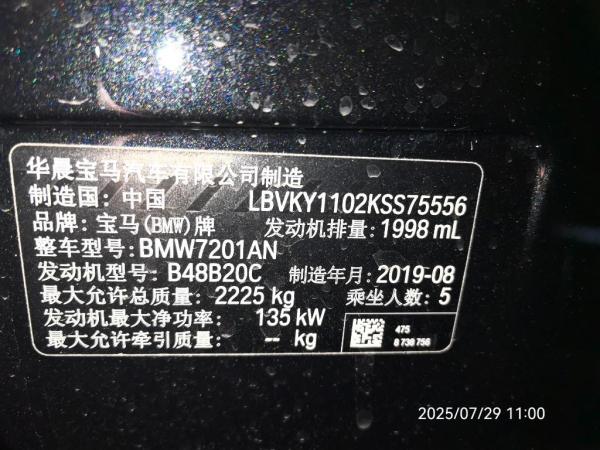 华晨宝马汽车有限公司制造
制造国: 中国 LBVKY1102KSS75556
品牌: 宝马(BMW)牌 发动机排量: 1998 mL
整车型号: BMW7201AN
发动机型号: B48B20C 制造年月: 2019-08
最大允许总质量: 2225 kg 乘坐人数: 5
发动机最大净功率: 135 kW
最大允许牵引质量: -- kg
475
8 738 756
2025/07/29 11:00